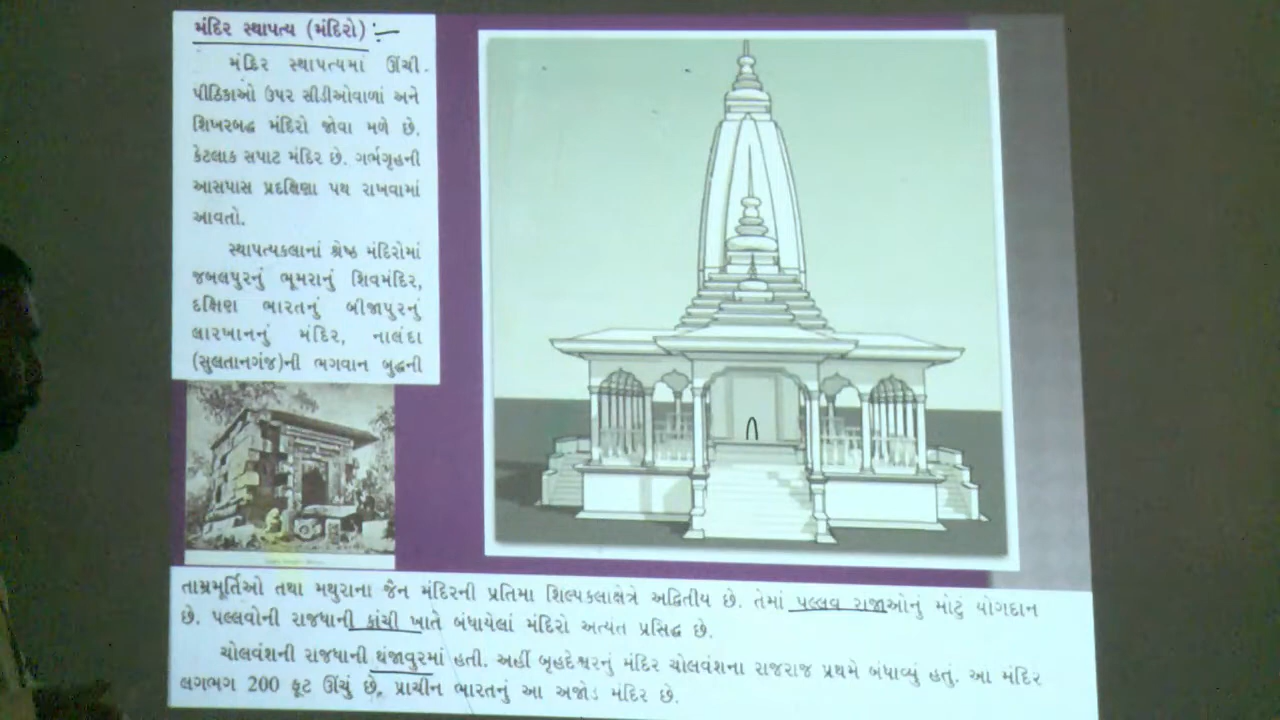 મંદિર સ્થાપત્ય (મંદિરો) :-
મંદિર સ્થાપત્યમાં ઊંચી
પીઠિકાઓ ઉપર સીડીઓવાળાં અને
શિખરબદ્ધ મંદિરો જોવા મળે છે.
કેટલાક સપાટ મંદિર છે. ગર્ભગૃહની
આસપાસ પ્રદક્ષિણા પથ રાખવામાં
આવતો.
સ્થાપત્યકલાનાં શ્રેષ્ઠ મંદિરોમાં
જબલપુરનું ભૂમરાનું શિવમંદિર,
દક્ષિણ ભારતનું બીજાપુરનું
લારખાનનું મંદિર, નાલંદા
(સુલતાનગંજ)ની ભગવાન બુદ્ધની
તામ્રમૂર્તિઓ તથા મથુરાના જૈન મંદિરની પ્રતિમા શિલ્પકલાક્ષેત્રે અદ્વિતીય છે. તેમાં પલ્લવ રાજાઓનું મોટું યોગદાન
છે. પલ્લવોની રાજધાની કાંચી ખાતે બંધાયેલાં મંદિરો અત્યત પ્રસિદ્ધ છે.
ચોલવંશની રાજધાની થંજાવુરમાં હતી. અહીં બૃહદેશ્વરનું મંદિર ચોલવંશના રાજરાજ પ્રથમે બંધાવ્યું હતું. આ મંદિર
લગભગ 200 ફૂટ ઊંચું છે, પ્રાચીન ભારતનું આ અજોડ મંદિર છે.